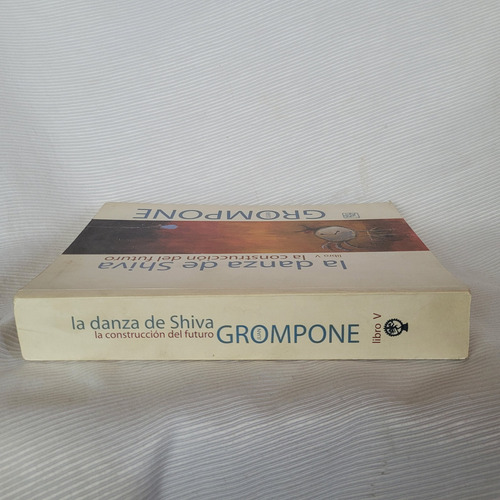 GROMPONE
la danza de Shiva
libro V la construcción del futuro
la danza de Shiva
la construcción del futuro
GROMPONE
libro V